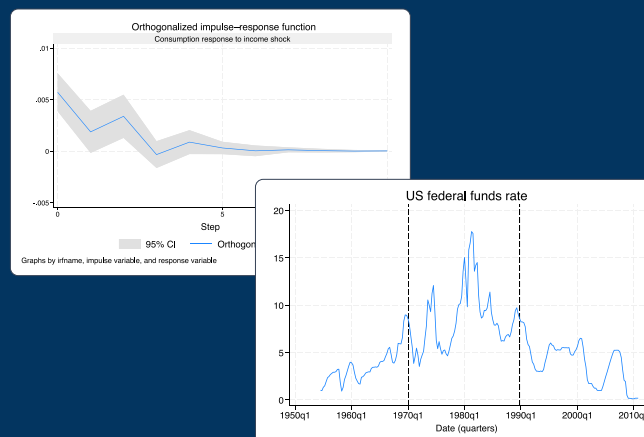 Orthogonalized impulse–response function
Consumption response to income shock
.01
.005
0
-.005
0
5
Step
95% CI
Graphs by irfname, impulse variable, and response variable
US federal funds rate
20
15
10
5
0
1950q1 1960q1 1970q1 1980q1 1990q1 2000q1
Date (quarters)